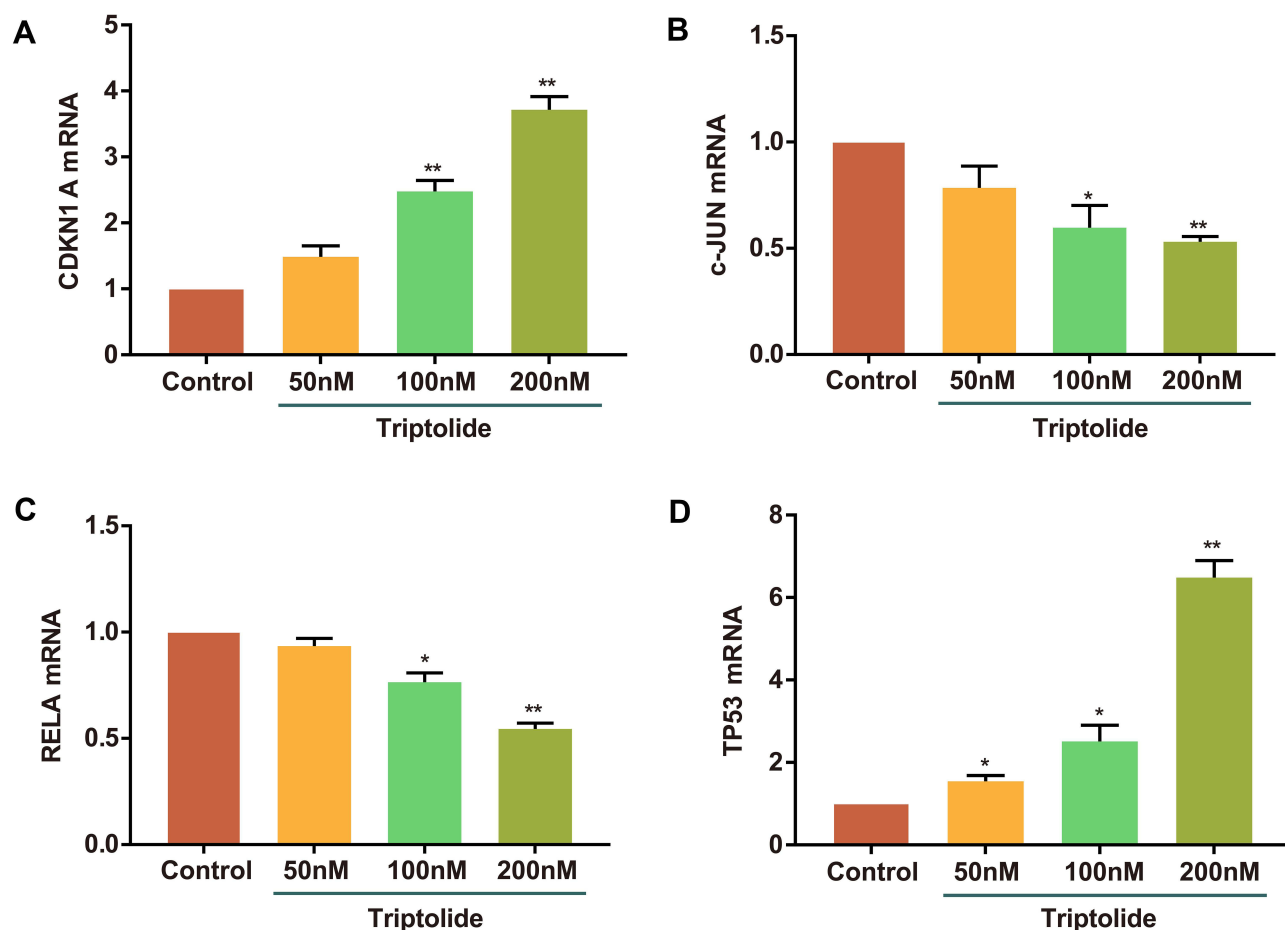 A
CDKN1 A mRNA
5
4
3
2
1
0
**
**
Control 50nM 100nM 200nM
Triptolide
B
c-JUN mRNA
1.5
1.0
0.5
0.0
*
**
Control 50nM 100nM 200nM
Triptolide
C
RELA mRNA
1.5
1.0
0.5
0.0
*
**
Control 50nM 100nM 200nM
Triptolide
D
TP53 mRNA
8
6
4
2
0
*
*
**
Control 50nM 100nM 200nM
Triptolide